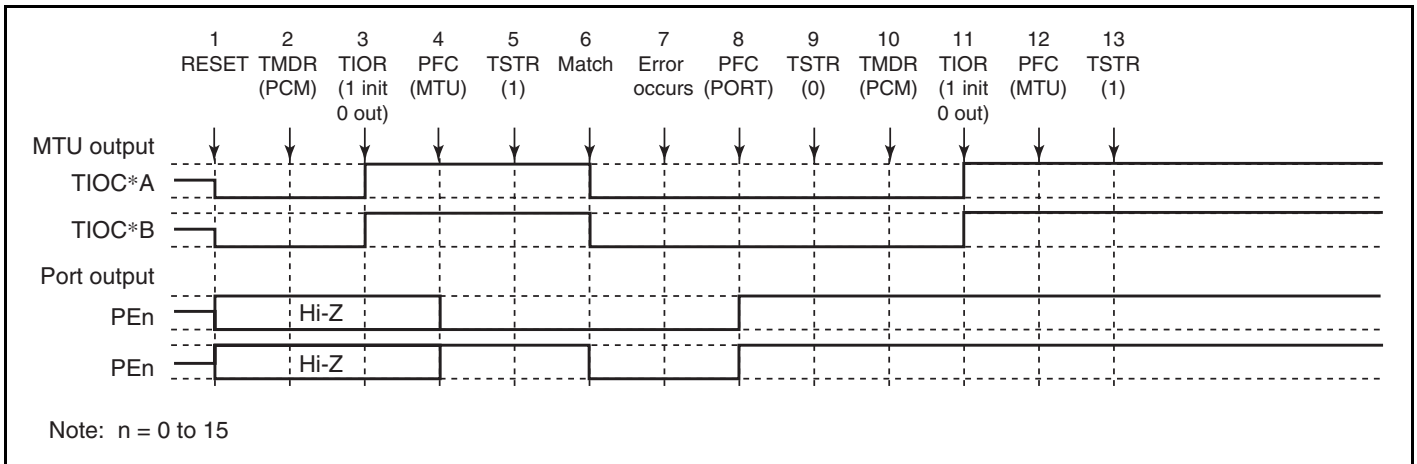 1 2 3 4 5 6 7 8 9 10 11 12 13
RESET TMDR TIOR PFC TSTR Match Error PFC TSTR TMDR TIOR PFC TSTR
(PCM) (1 init (MTU) (1) occurs (PORT) (0) (PCM) (1 init (MTU) (1)
0 out) 0 out)
MTU output
TIOC*A
TIOC*B
Port output
PEn Hi-Z
PEn Hi-Z
Note: n = 0 to 15